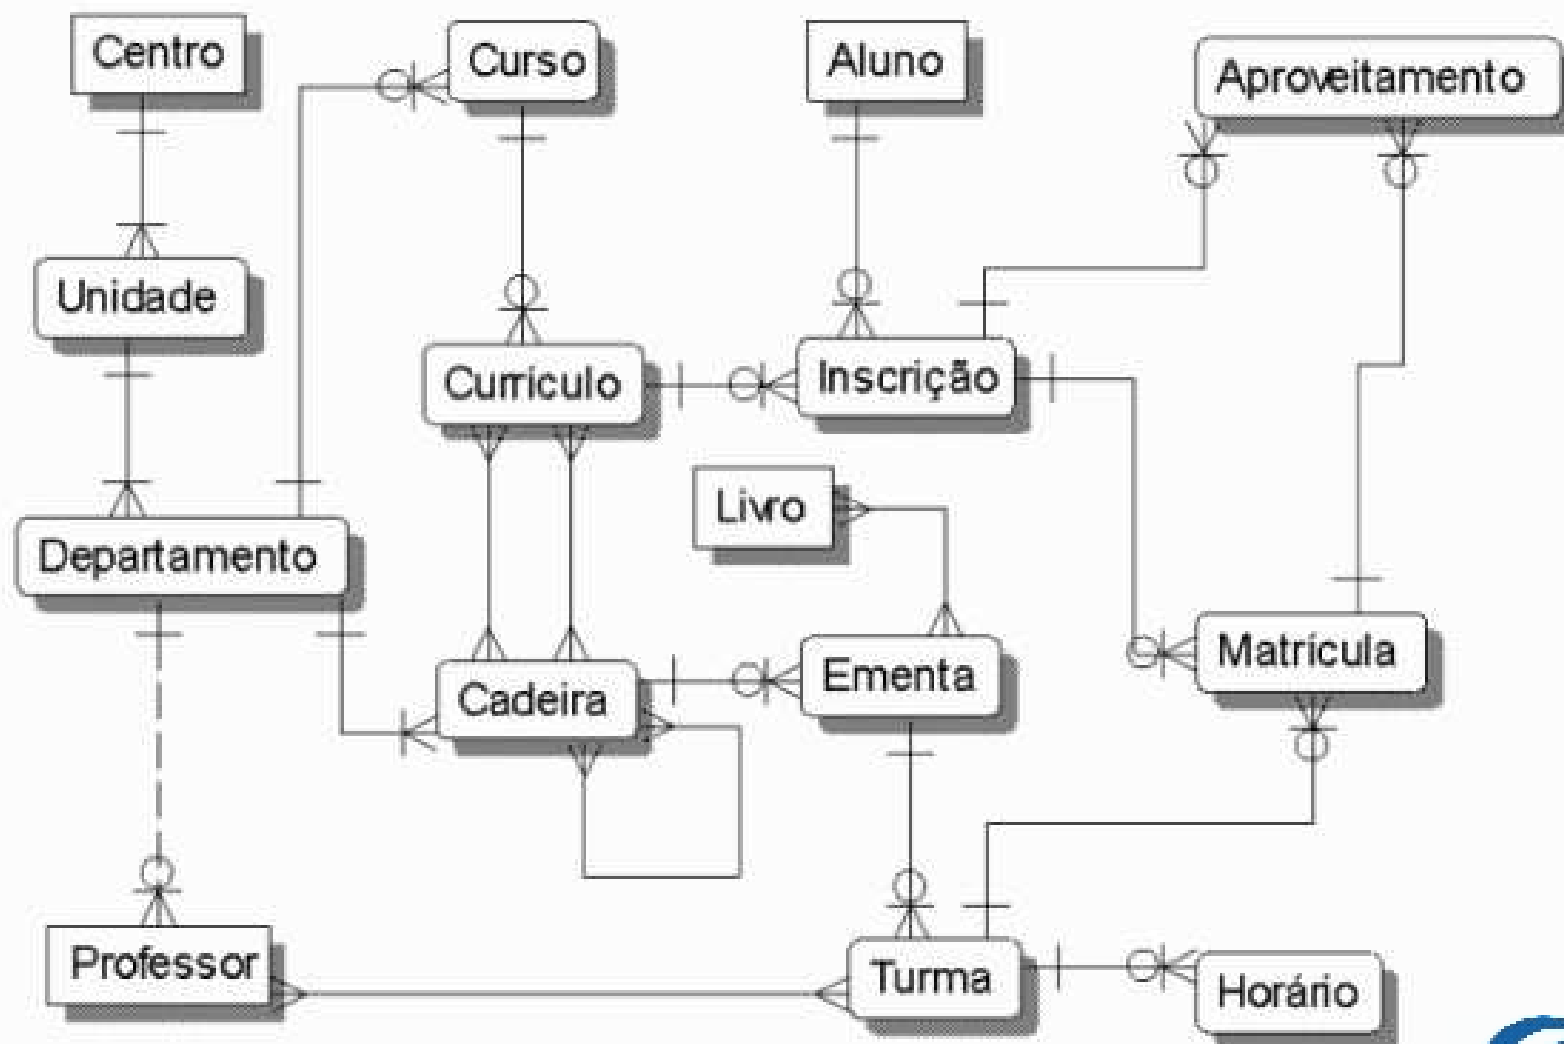 Centro
Curso
Aluno
Aproveitamento
Unidade
Currículo
Inscrição
Livro
Departamento
Cadeira
Ementa
Matrícula
Professor
Turma
Horário